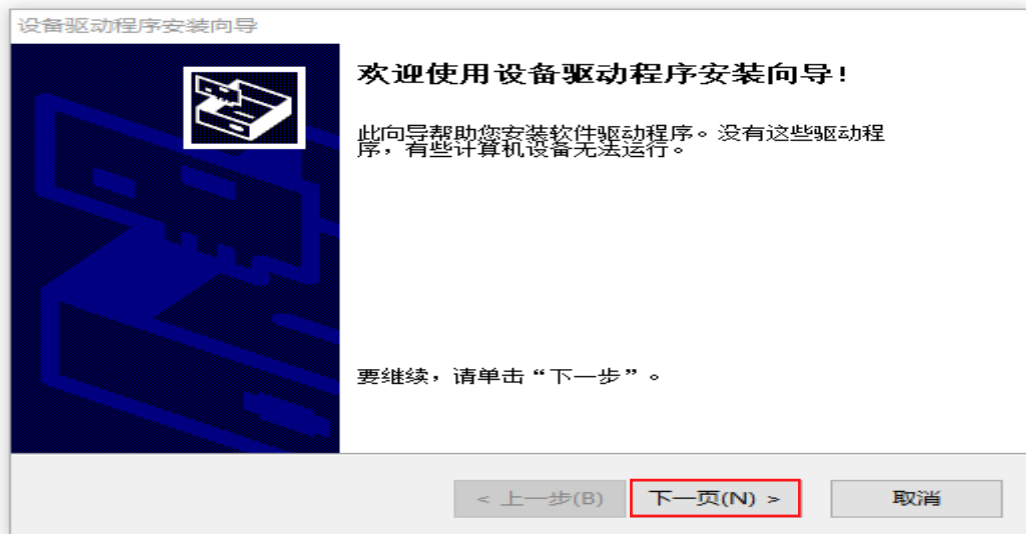 设备驱动程序安装向导
欢迎使用设备驱动程序安装向导!
此向导帮助您安装软件驱动程序。没有这些驱动程
序，有些计算机设备无法运行。
要继续，请单击“下一步”。
< 上一步(B)
下一页(N) >
取消